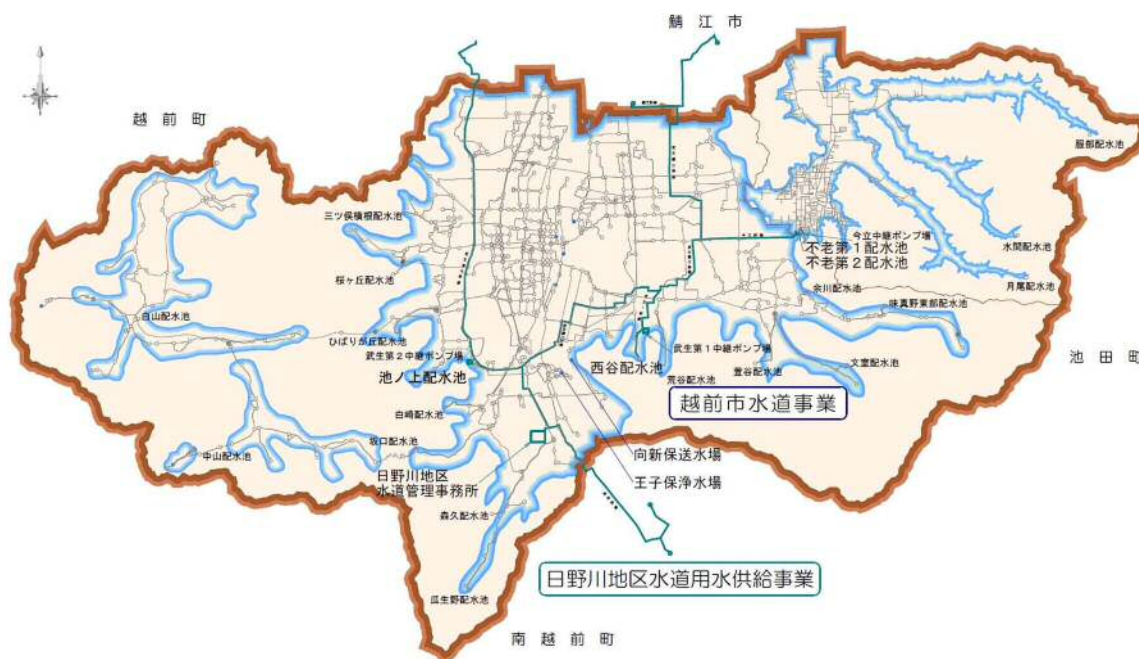 鯖江市
越前町
服部配水池
三ツ俣横根配水池
今立中継ポンプ場
不老第1配水池
不老第2配水池
水間配水池
桜ヶ丘配水池
余川配水池
月尾配水池
味真野東部配水池
白山配水池
ひばりが丘配水池
武生第2中継ポンプ場
池ノ上配水池
武生第1中継ポンプ場
西谷配水池
荒谷配水池
萱谷配水池
文室配水池
池田町
越前市水道事業
白崎配水池
坂口配水池
中山配水池
向新保送水場
王子保浄水場
日野川地区
水道管理事務所
森久配水池
日野川地区水道用水供給事業
瓜生野配水池
南越前町